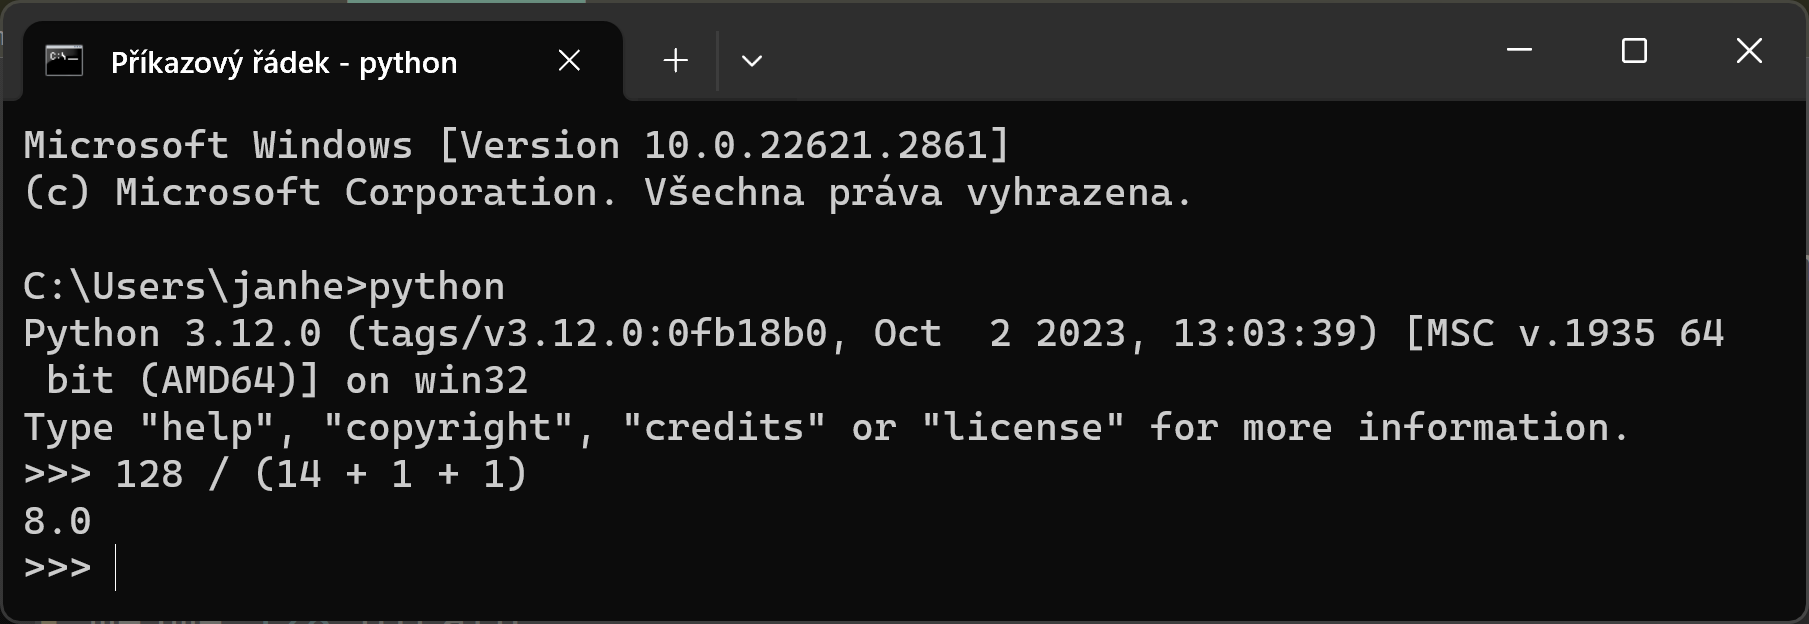 Příkazový řádek - python
Microsoft Windows [Version 10.0.22621.2861]
(c) Microsoft Corporation. Všechna práva vyhrazena.
C:\Users\janhe>python
Python 3.12.0 (tags/v3.12.0:0fb18b0, Oct  2 2023, 13:03:39) [MSC v.1935 64
 bit (AMD64)] on win32
Type "help", "copyright", "credits" or "license" for more information.
>>> 128 / (14 + 1 + 1)
8.0
>>>